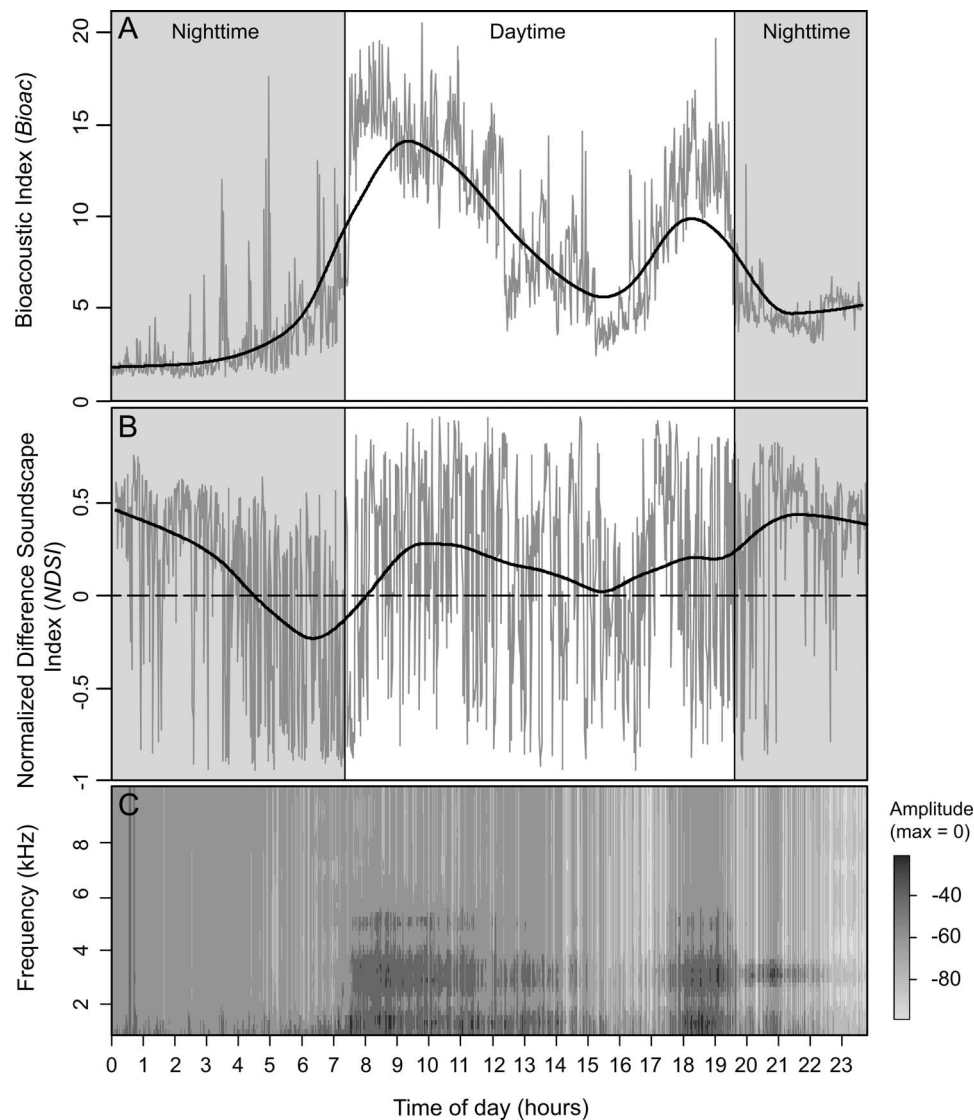 A
Nighttime
Daytime
Nighttime
Bioacoustic Index (Bioac)
20
15
10
5
0
B
Normalized Difference Soundscape
Index (NDSI)
0.5
0
-0.5
-1
C
Frequency (kHz)
8
6
4
2
Amplitude
(max = 0)
-40
-60
-80
0 1 2 3 4 5 6 7 8 9 10 11 12 13 14 15 16 17 18 19 20 21 22 23
Time of day (hours)